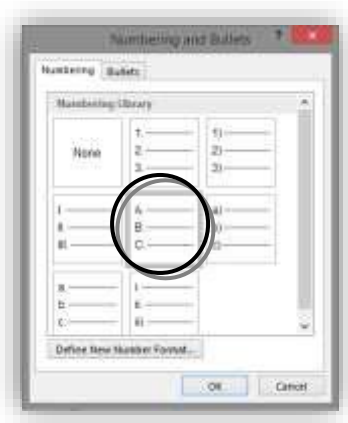 Numbering and Bullets ?
Numbering Bullets
Numbering Library
None
1.
2.
3.
1)
2)
3)
I.
II.
III.
A.
B.
C.
a)
b)
c)
a.
b.
c.
i.
ii.
iii.
Define New Number Format...
OK Cancel